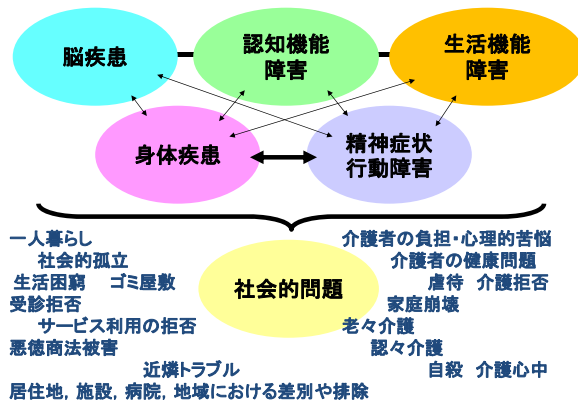 脳疾患
認知機能
障害
生活機能
障害
身体疾患
精神症状
行動障害
社会的問題
一人暮らし
社会的孤立
生活困窮 ゴミ屋敷
受診拒否
サービス利用の拒否
悪徳商法被害
近隣トラブル
居住地，施設，病院，地域における差別や排除
介護者の負担・心理的苦悩
介護者の健康問題
虐待 介護拒否
家庭崩壊
老々介護
認々介護
自殺 介護心中